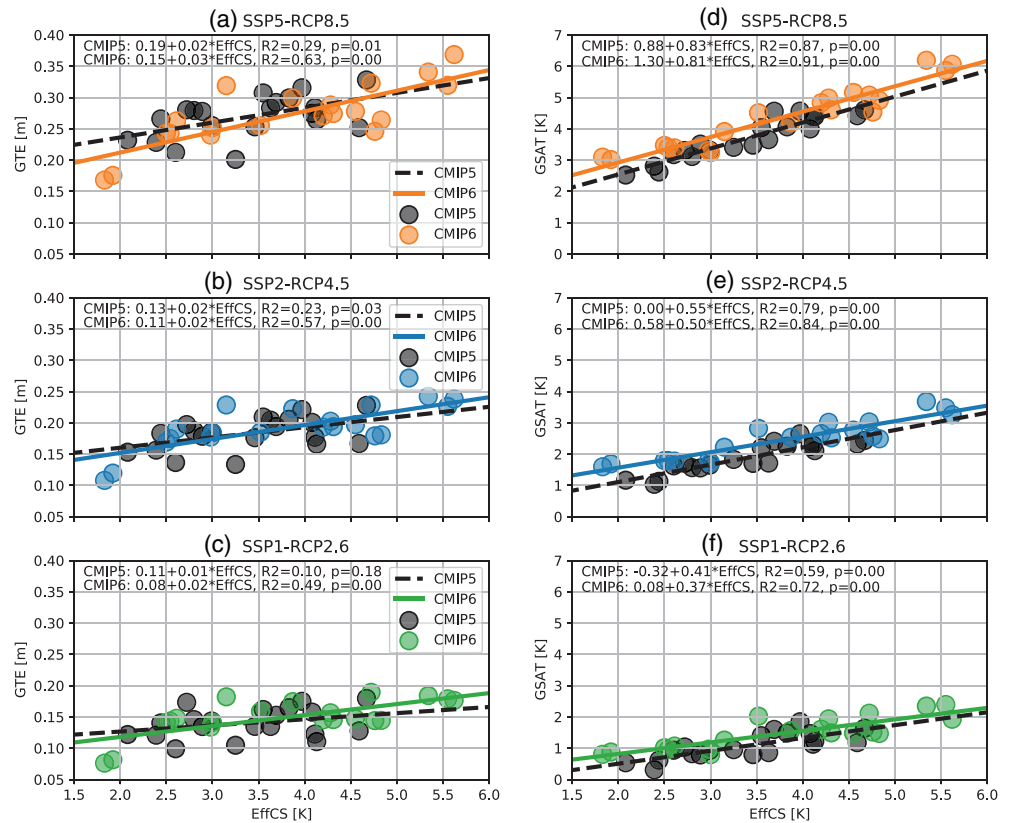 (a)
SSP5-RCP8.5
CMIP5: 0.19+0.02*EffCS, R2=0.29, p=0.01
CMIP6: 0.15+0.03*EffCS, R2=0.63, p=0.00
GTE [m]
0.40
0.35
0.30
0.25
0.20
0.15
0.10
0.05
CMIP5
CMIP6
CMIP5
CMIP6
(d)
SSP5-RCP8.5
CMIP5: 0.88+0.83*EffCS, R2=0.87, p=0.00
CMIP6: 1.30+0.81*EffCS, R2=0.91, p=0.00
GSAT [K]
7
6
5
4
3
2
1
0
(b)
SSP2-RCP4.5
CMIP5: 0.13+0.02*EffCS, R2=0.23, p=0.03
CMIP6: 0.11+0.02*EffCS, R2=0.57, p=0.00
GTE [m]
0.40
0.35
0.30
0.25
0.20
0.15
0.10
0.05
CMIP5
CMIP6
CMIP5
CMIP6
(e)
SSP2-RCP4.5
CMIP5: 0.00+0.55*EffCS, R2=0.79, p=0.00
CMIP6: 0.58+0.50*EffCS, R2=0.84, p=0.00
GSAT [K]
7
6
5
4
3
2
1
0
(c)
SSP1-RCP2.6
CMIP5: 0.11+0.01*EffCS, R2=0.10, p=0.18
CMIP6: 0.08+0.02*EffCS, R2=0.49, p=0.00
GTE [m]
0.40
0.35
0.30
0.25
0.20
0.15
0.10
0.05
CMIP5
CMIP6
CMIP5
CMIP6
1.5 2.0 2.5 3.0 3.5 4.0 4.5 5.0 5.5 6.0
EffCS [K]
(f)
SSP1-RCP2.6
CMIP5: -0.32+0.41*EffCS, R2=0.59, p=0.00
CMIP6: 0.08+0.37*EffCS, R2=0.72, p=0.00
GSAT [K]
7
6
5
4
3
2
1
0
1.5 2.0 2.5 3.0 3.5 4.0 4.5 5.0 5.5 6.0
EffCS [K]